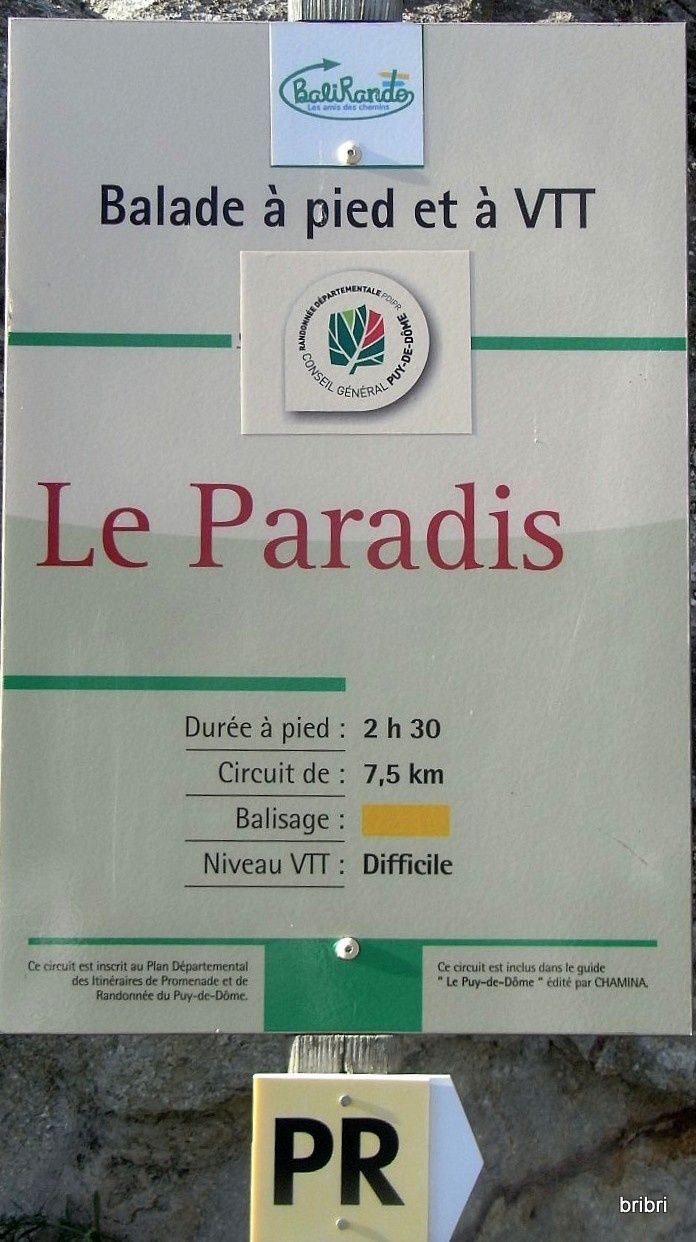 BaliRando
Les amis des chemins
Balade à pied et à VTT
RANDONNÉE DÉPARTEMENTALE PDIPR
CONSEIL GÉNÉRAL PUY-DE-DÔME
Le Paradis
Durée à pied : 2 h 30
Circuit de : 7,5 km
Balisage :
Niveau VTT : Difficile
Ce circuit est inscrit au Plan Départemental
des Itinéraires de Promenade et de
Randonnée du Puy-de-Dôme.
Ce circuit est inclus dans le guide
" Le Puy-de-Dôme " édité par CHAMINA.
PR
bribri